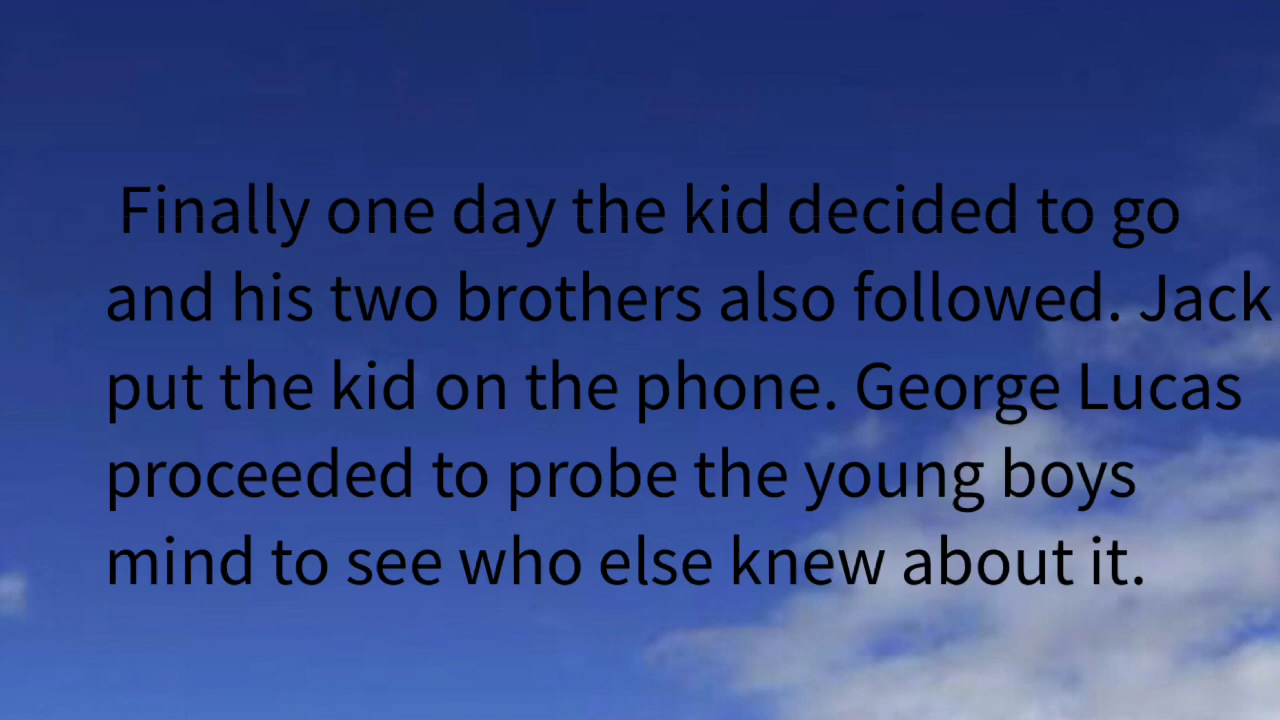 Finally one day the kid decided to go
and his two brothers also followed. Jack
put the kid on the phone. George Lucas
proceeded to probe the young boys
mind to see who else knew about it.